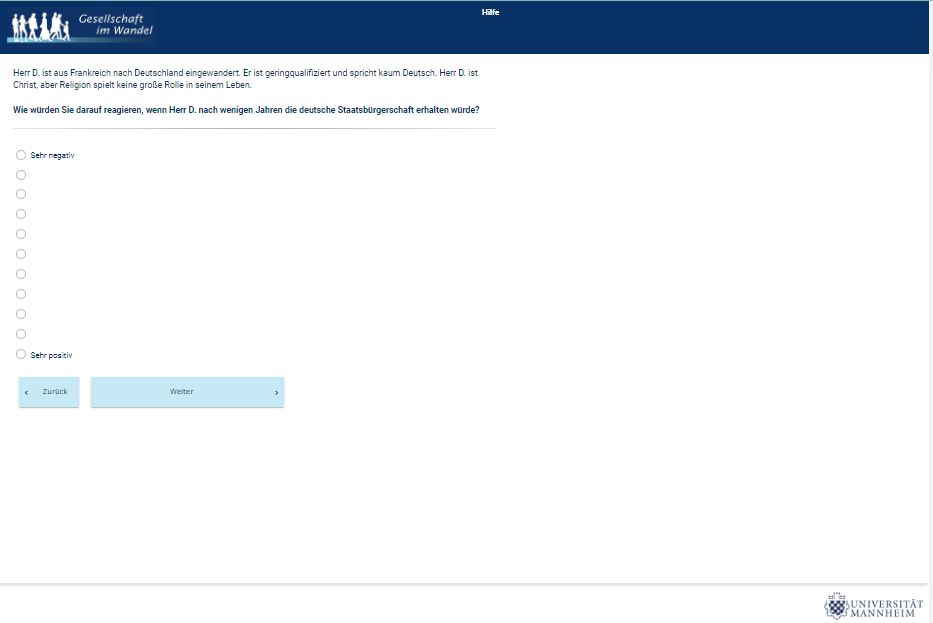 Gesellschaft
im Wandel
Hilfe
Herr D. ist aus Frankreich nach Deutschland eingewandert. Er ist geringqualifiziert und spricht kaum Deutsch. Herr D. ist
Christ, aber Religion spielt keine große Rolle in seinem Leben.
Wie würden Sie darauf reagieren, wenn Herr D. nach wenigen Jahren die deutsche Staatsbürgerschaft erhalten würde?
Sehr negativ
Sehr positiv
‹ Zurück
Weiter ›
UNIVERSITÄT
MANNHEIM